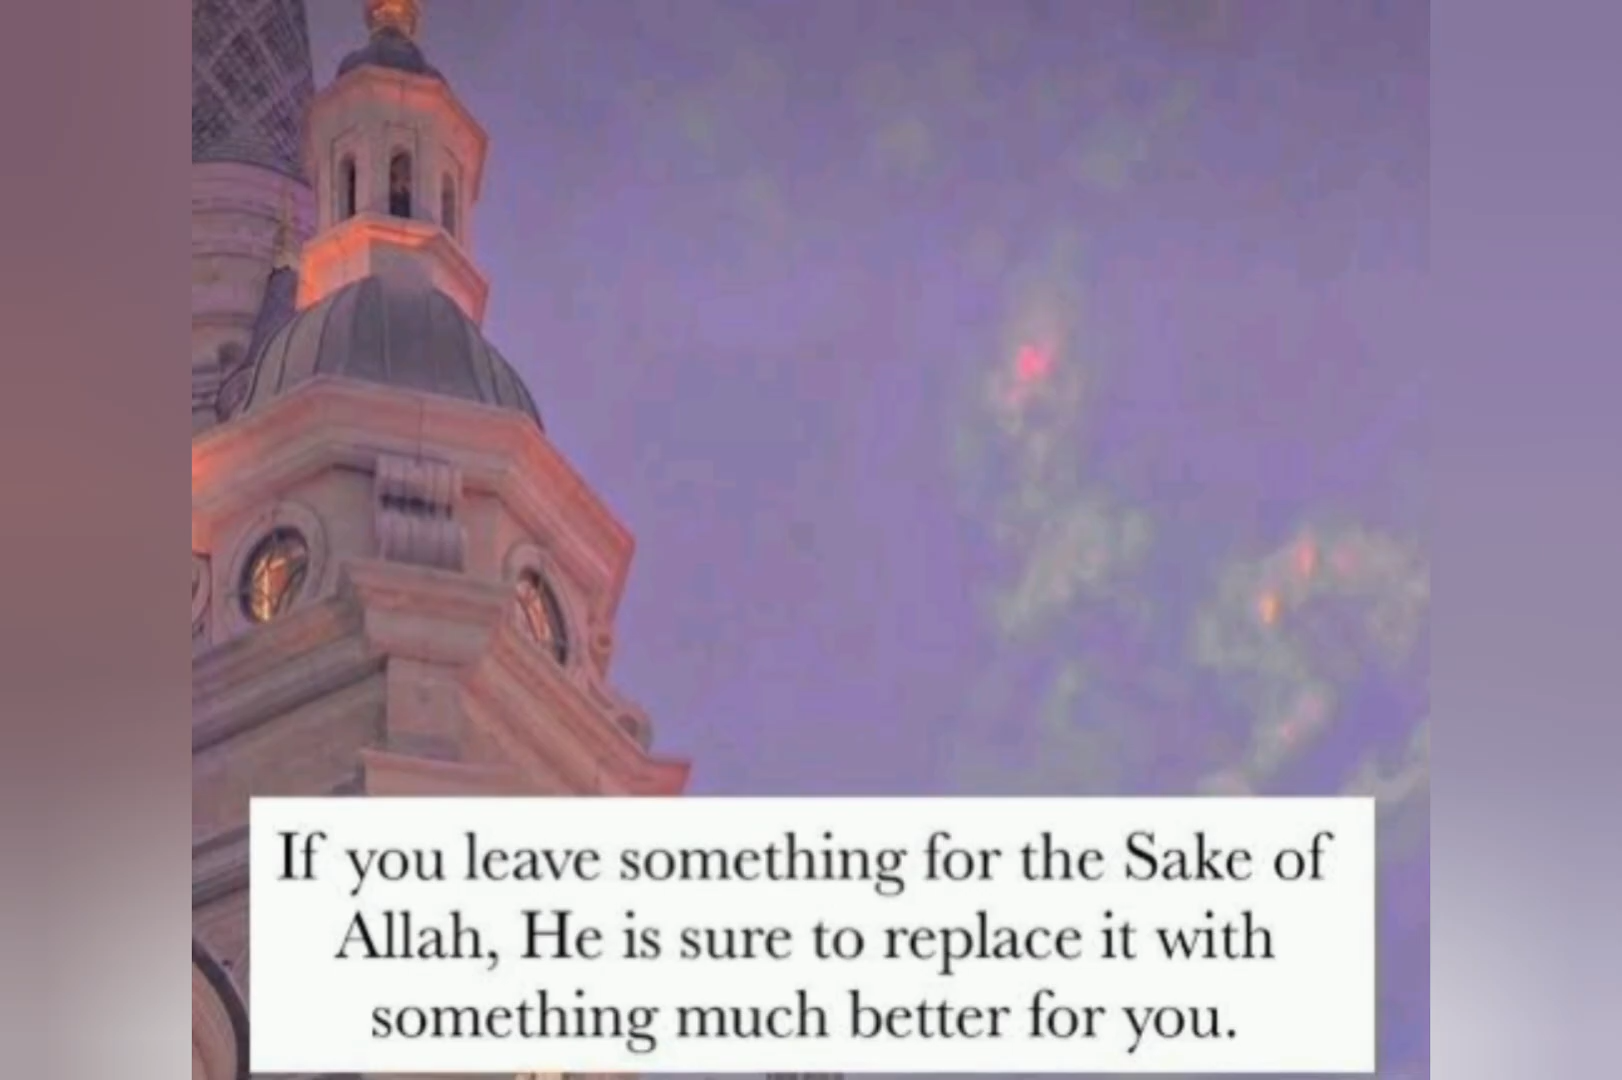 If you leave something for the Sake of
Allah, He is sure to replace it with
something much better for you.